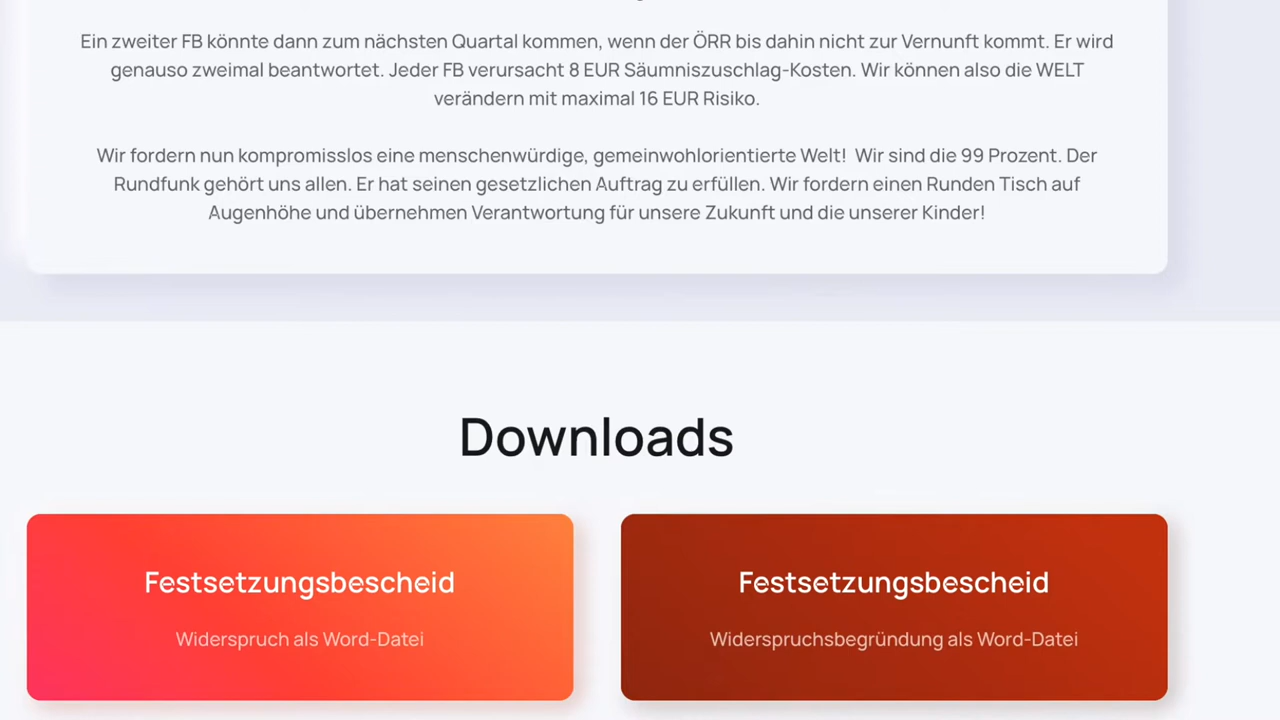 Ein zweiter FB könnte dann zum nächsten Quartal kommen, wenn der ÖRR bis dahin nicht zur Vernunft kommt. Er wird
genauso zweimal beantwortet. Jeder FB verursacht 8 EUR Säumniszuschlag-Kosten. Wir können also die WELT
verändern mit maximal 16 EUR Risiko.
Wir fordern nun kompromisslos eine menschenwürdige, gemeinwohlorientierte Welt!  Wir sind die 99 Prozent. Der
Rundfunk gehört uns allen. Er hat seinen gesetzlichen Auftrag zu erfüllen. Wir fordern einen Runden Tisch auf
Augenhöhe und übernehmen Verantwortung für unsere Zukunft und die unserer Kinder!
Downloads
Festsetzungsbescheid
Widerspruch als Word-Datei
Festsetzungsbescheid
Widerspruchsbegründung als Word-Datei